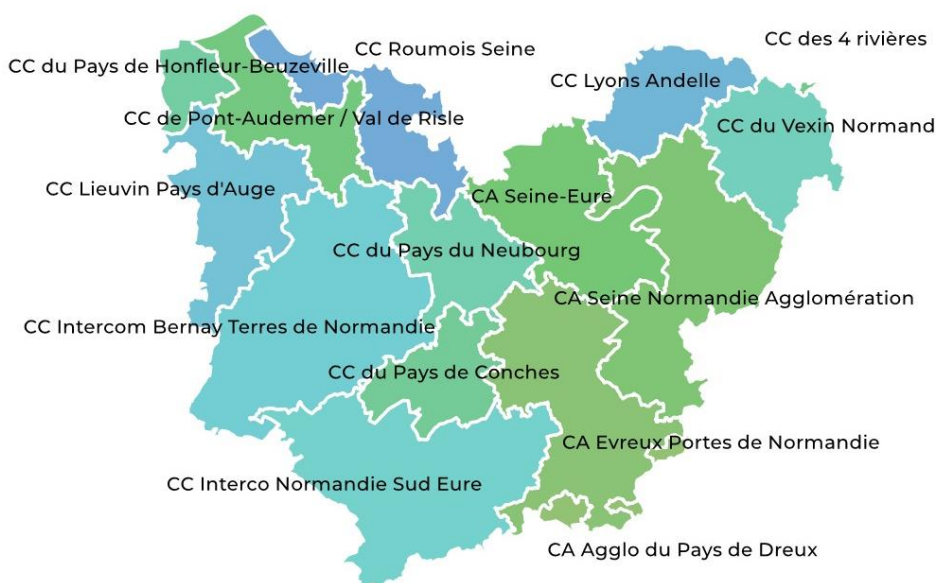 CC des 4 rivières
CC Roumois Seine
CC du Pays de Honfleur-Beuzeville
CC Lyons Andelle
CC de Pont-Audemer / Val de Risle
CC du Vexin Normand
CC Lieuvin Pays d'Auge
CA Seine-Eure
CC du Pays du Neubourg
CA Seine Normandie Agglomération
CC Intercom Bernay Terres de Normandie
CC du Pays de Conches
CA Evreux Portes de Normandie
CC Interco Normandie Sud Eure
CA Agglo du Pays de Dreux